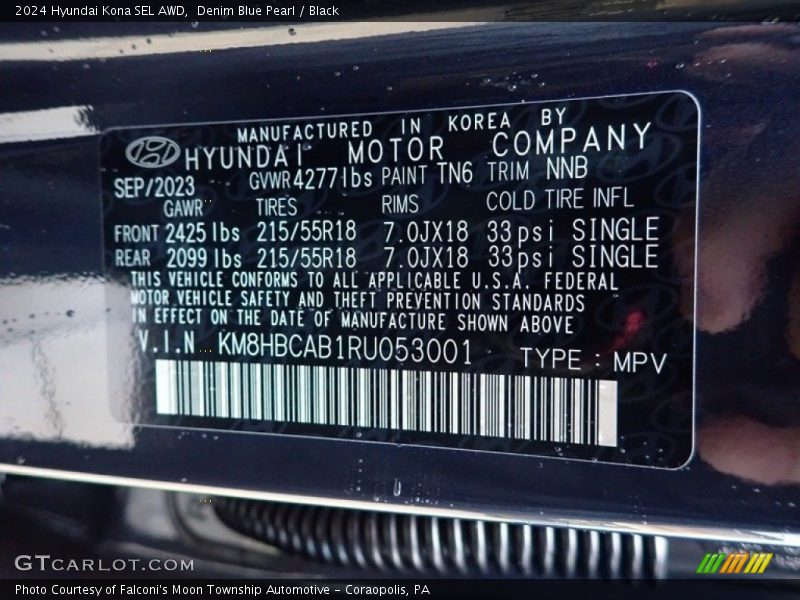 2024 Hyundai Kona SEL AWD,  Denim Blue Pearl / Black
MANUFACTURED IN KOREA BY
HYUNDAI MOTOR COMPANY
SEP/2023 GVWR 4277lbs PAINT TN6 TRIM NNB
GAWR TIRES RIMS COLD TIRE INFL
FRONT 2425 lbs 215/55R18 7.0JX18 33psi SINGLE
REAR 2099 lbs 215/55R18 7.0JX18 33psi SINGLE
THIS VEHICLE CONFORMS TO ALL APPLICABLE U.S.A. FEDERAL
MOTOR VEHICLE SAFETY AND THEFT PREVENTION STANDARDS
IN EFFECT ON THE DATE OF MANUFACTURE SHOWN ABOVE
V.I.N KM8HBCAB1RU053001 TYPE : MPV
GTCARLOT.COM
Photo Courtesy of Falconi's Moon Township Automotive - Coraopolis, PA